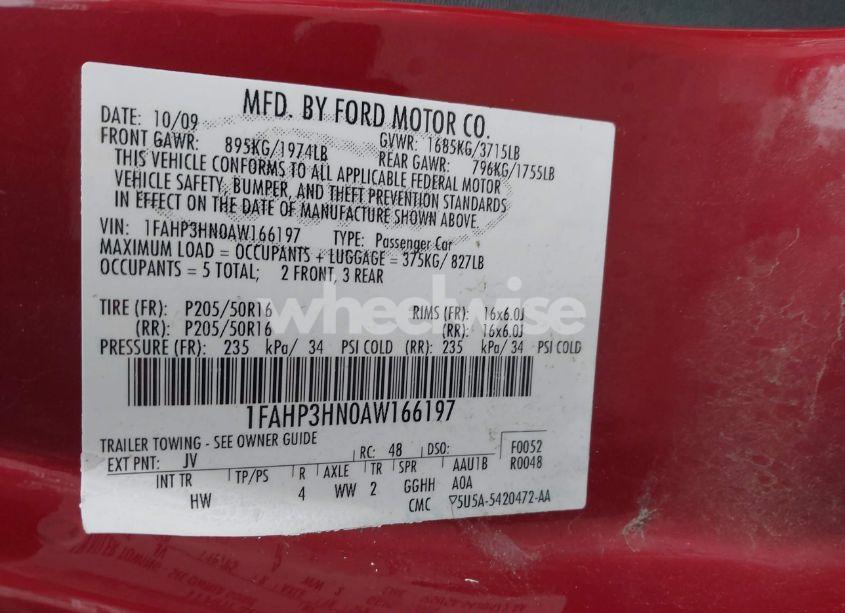 MFD. BY FORD MOTOR CO.
DATE: 10/09 GVWR: 1685KG/3715LB
FRONT GAWR: 895KG/1974LB REAR GAWR: 796KG/1755LB
THIS VEHICLE CONFORMS TO ALL APPLICABLE FEDERAL MOTOR
VEHICLE SAFETY, BUMPER, AND THEFT PREVENTION STANDARDS
IN EFFECT ON THE DATE OF MANUFACTURE SHOWN ABOVE.
VIN: 1FAHP3HN0AW166197 TYPE: Passenger Car
MAXIMUM LOAD = OCCUPANTS + LUGGAGE = 375KG/ 827LB
OCCUPANTS = 5 TOTAL; 2 FRONT, 3 REAR
TIRE (FR): P205/50R16 RIMS (FR): 16x6.0J
(RR): P205/50R16 (RR): 16x6.0J
wheelwise
PRESSURE (FR): 235 kPa/ 34 PSI COLD (RR): 235 kPa/ 34 PSI COLD
1FAHP3HN0AW166197
TRAILER TOWING - SEE OWNER GUIDE
EXT PNT: JV RC: 48 DSO: F0052
R0048
INT TR TP/PS R AXLE TR SPR AAU1B
HW 4 WW 2 GGHH AOA
CMC 5U5A-5420472-AA